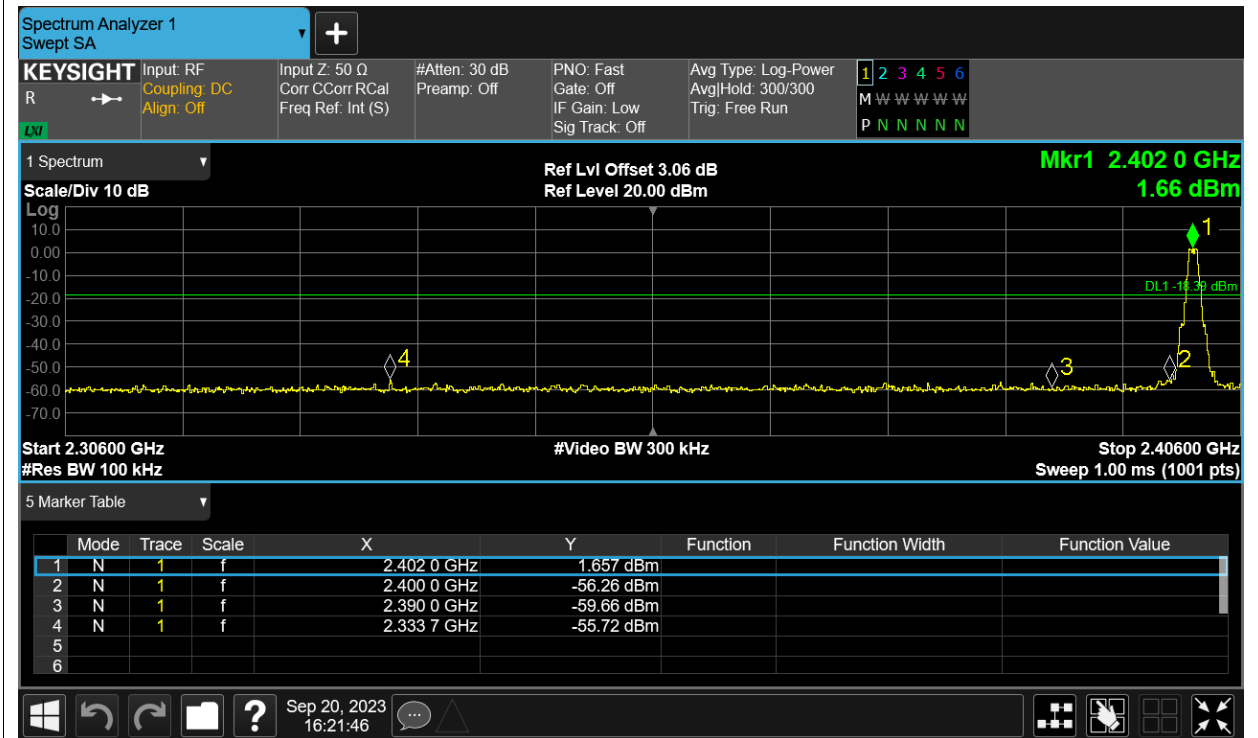 Spectrum Analyzer 1
Swept SA
KEYSIGHT
R
LXI
Input: RF
Coupling: DC
Align: Off
Input Z: 50 Ω
Corr CCorr RCal
Freq Ref: Int (S)
#Atten: 30 dB
Preamp: Off
PNO: Fast
Gate: Off
IF Gain: Low
Sig Track: Off
Avg Type: Log-Power
Avg|Hold: 300/300
Trig: Free Run
1 2 3 4 5 6
M W W W W W
P N N N N N
1 Spectrum
Scale/Div 10 dB
Ref Lvl Offset 3.06 dB
Ref Level 20.00 dBm
Mkr1 2.402 0 GHz
1.66 dBm
Log
10.0
0.00
-10.0
-20.0
-30.0
-40.0
-50.0
-60.0
-70.0
1
DL1 -18.39 dBm
4
3
2
Start 2.30600 GHz
#Res BW 100 kHz
#Video BW 300 kHz
Stop 2.40600 GHz
Sweep 1.00 ms (1001 pts)
5 Marker Table
Mode Trace Scale X Y Function Function Width Function Value
1 N 1 f 2.402 0 GHz 1.657 dBm
2 N 1 f 2.400 0 GHz -56.26 dBm
3 N 1 f 2.390 0 GHz -59.66 dBm
4 N 1 f 2.333 7 GHz -55.72 dBm
5
6
?
Sep 20, 2023
16:21:46